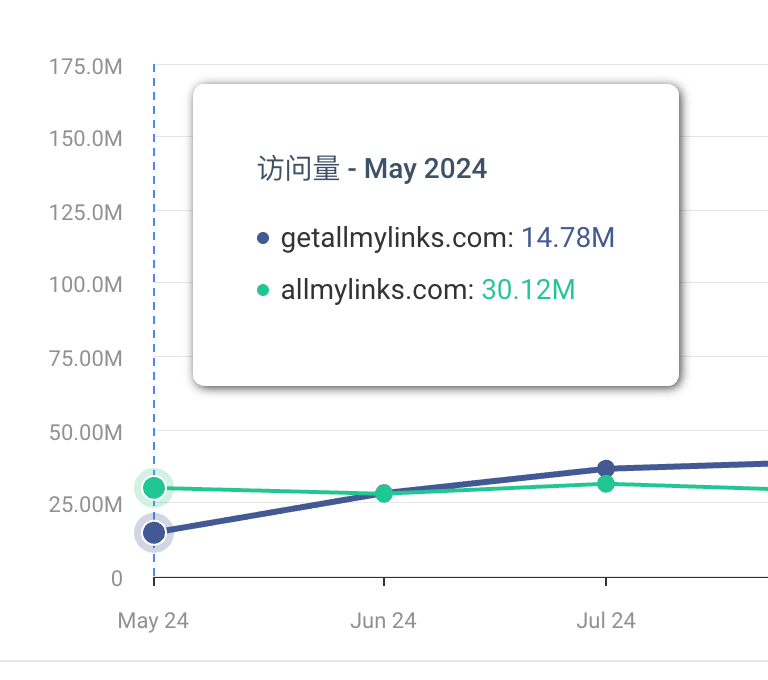 175.0M
150.0M
125.0M
100.0M
75.00M
50.00M
25.00M
0
访问量 - May 2024
getallmylinks.com: 14.78M
allmylinks.com: 30.12M
May 24
Jun 24
Jul 24